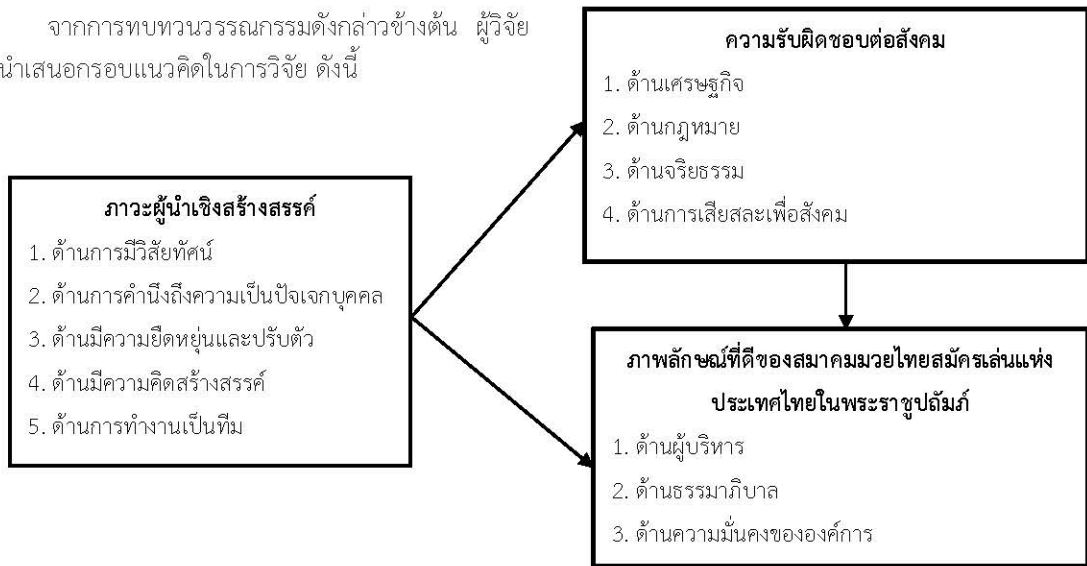 จากการทบทวนวรรณกรรมดังกล่าวข้างต้น ผู้วิจัย
นำเสนอกรอบแนวคิดในการวิจัย ดังนี้
ความรับผิดชอบต่อสังคม
1. ด้านเศรษฐกิจ
2. ด้านกฎหมาย
3. ด้านจริยธรรม
4. ด้านการเสียสละเพื่อสังคม
ภาวะผู้นำเชิงสร้างสรรค์
1. ด้านการมีวิสัยทัศน์
2. ด้านการคำนึงถึงความเป็นปัจเจกบุคคล
3. ด้านมีความยืดหยุ่นและปรับตัว
4. ด้านมีความคิดสร้างสรรค์
5. ด้านการทำงานเป็นทีม
ภาพลักษณ์ที่ดีของสมาคมมวยไทยสมัครเล่นแห่ง
ประเทศไทยในพระราชูปถัมภ์
1. ด้านผู้บริหาร
2. ด้านธรรมาภิบาล
3. ด้านความมั่นคงขององค์การ